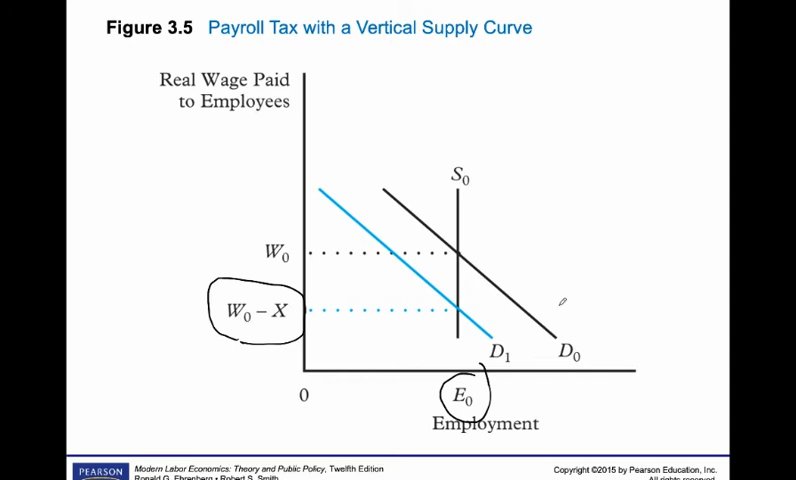 Figure 3.5 Payroll Tax with a Vertical Supply Curve
Real Wage Paid
to Employees
S₀
W₀
W₀ – X
D₁ D₀
0 E₀
Employment
PEARSON
Modern Labor Economics: Theory and Public Policy, Twelfth Edition
Ronald G. Ehrenberg • Robert S. Smith
Copyright ©2015 by Pearson Education, Inc.
All rights reserved.